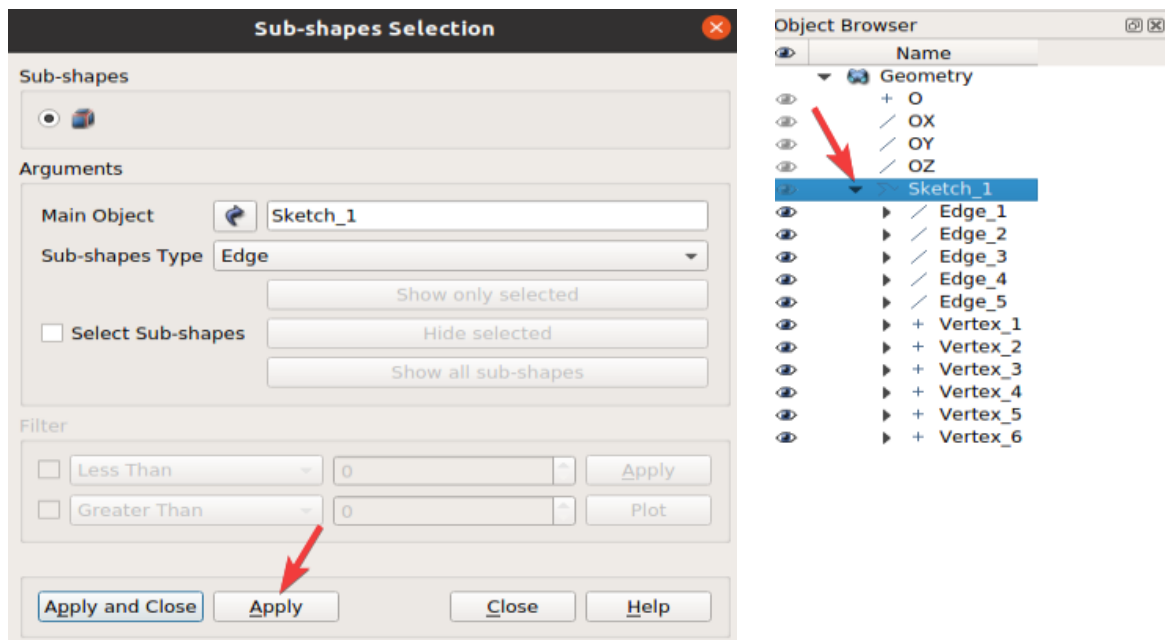 Sub-shapes Selection
Sub-shapes
Arguments
Main Object Sketch_1
Sub-shapes Type Edge
Show only selected
Select Sub-shapes Hide selected
Show all sub-shapes
Filter
Less Than 0 Apply
Greater Than 0 Plot
Apply and Close Apply Close Help
Object Browser
Name
Geometry
O
OX
OY
OZ
Sketch_1
Edge_1
Edge_2
Edge_3
Edge_4
Edge_5
Vertex_1
Vertex_2
Vertex_3
Vertex_4
Vertex_5
Vertex_6